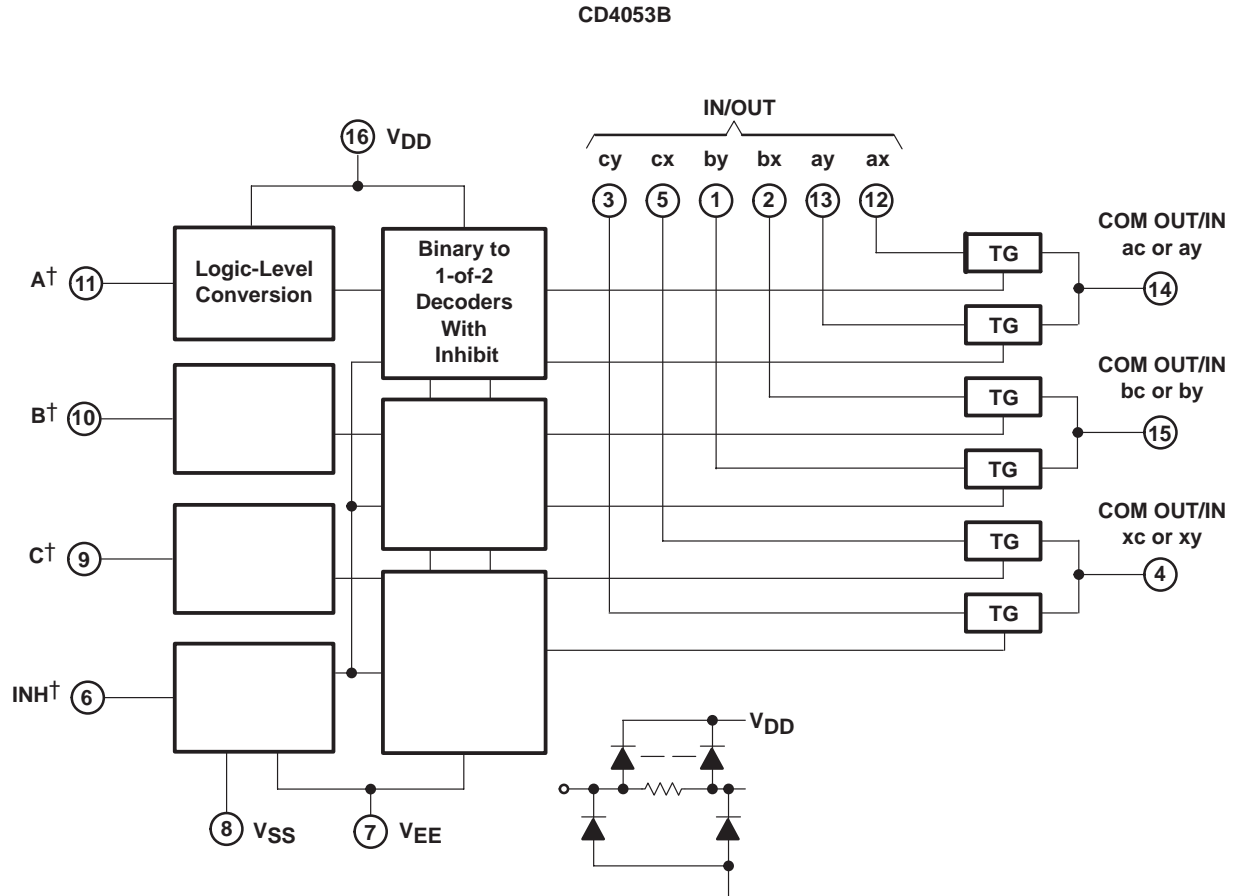 CD4053B
IN/OUT
16 VDD
cy cx by bx ay ax
3 5 1 2 13 12
COM OUT/IN
ac or ay
14
A† 11
Logic-Level
Conversion
Binary to
1-of-2
Decoders
With
Inhibit
TG
TG
COM OUT/IN
bc or by
15
B† 10
TG
TG
COM OUT/IN
xc or xy
4
C† 9
TG
TG
INH† 6
VDD
8 VSS
7 VEE